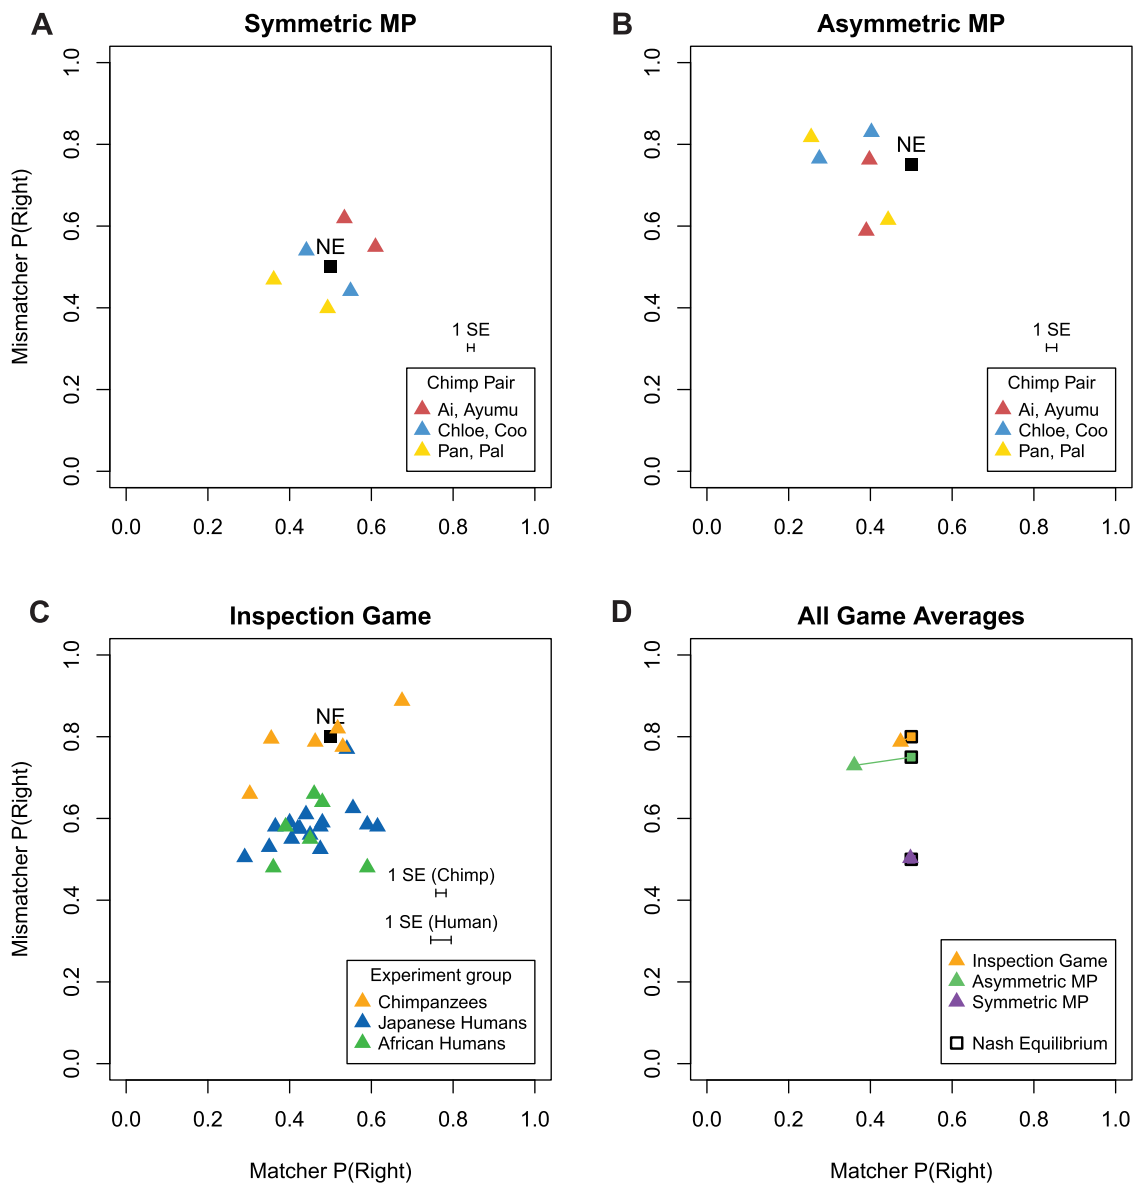 A
Symmetric MP
Mismatcher P(Right)
1.0
0.8
0.6
0.4
0.2
0.0
NE
1 SE
Chimp Pair
Ai, Ayumu
Chloe, Coo
Pan, Pal
0.0 0.2 0.4 0.6 0.8 1.0
B
Asymmetric MP
1.0
0.8
0.6
0.4
0.2
0.0
NE
1 SE
Chimp Pair
Ai, Ayumu
Chloe, Coo
Pan, Pal
0.0 0.2 0.4 0.6 0.8 1.0
C
Inspection Game
Mismatcher P(Right)
1.0
0.8
0.6
0.4
0.2
0.0
NE
1 SE (Chimp)
1 SE (Human)
Experiment group
Chimpanzees
Japanese Humans
African Humans
0.0 0.2 0.4 0.6 0.8 1.0
Matcher P(Right)
D
All Game Averages
1.0
0.8
0.6
0.4
0.2
0.0
Inspection Game
Asymmetric MP
Symmetric MP
Nash Equilibrium
0.0 0.2 0.4 0.6 0.8 1.0
Matcher P(Right)